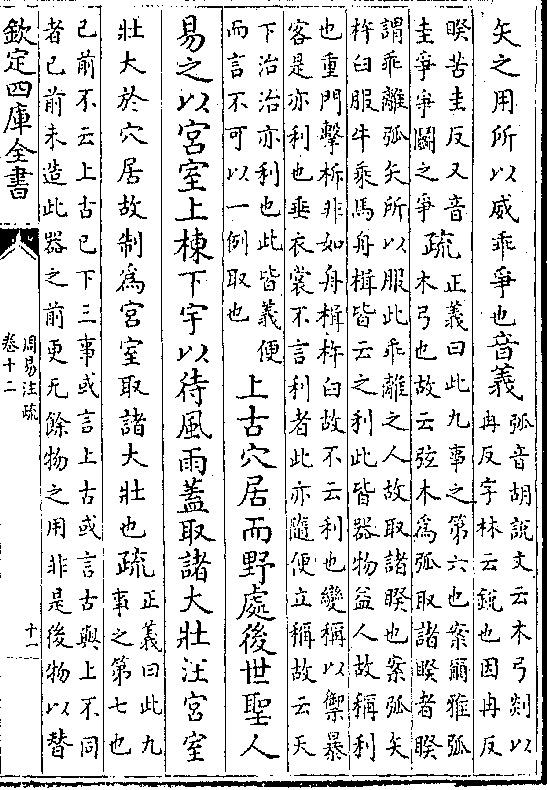 矢之用所以威乖爭也音義
弧音胡説文云木弓剡以
冉反字林云銳也因冉反
睽苦圭反又音
圭爭爭鬬之爭
疏
正義曰此九事之第六也案爾雅弧
木弓也故云弦木爲弧取諸睽者睽
謂乖離弧矢所以服此乖離之人故取諸睽也案弧矢
杵臼服牛乘馬舟楫皆云之利此皆器物益人故稱利
也重門擊柝非如舟楫杵臼故不云利也變稱以禦暴
客是亦利也垂衣裳不言利者此亦隨便立稱故云天
下治治亦利也此皆義便
而言不可以一例取也
上古穴居而野處後世聖人
易之以宮室上棟下宇以待風雨蓋取諸大壯注宮室
壯大於穴居故制爲宮室取諸大壯也疏
正義曰此九
事之第七也
已前不云上古已下三事或言上古或言古與上不同
者已前未造此器之前更无餘物之用非是後物以替
欽定四庫全書
周易注疏
卷十二
十一